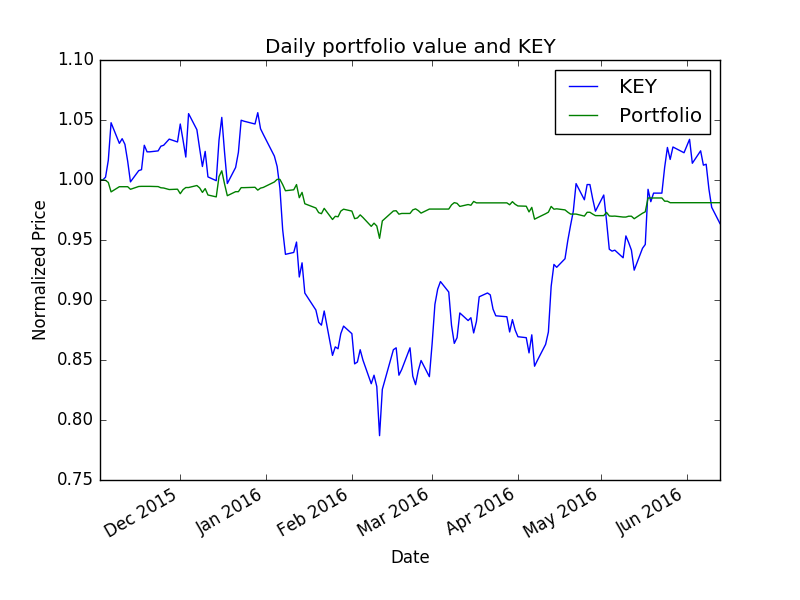 Daily portfolio value and KEY
1.10
1.05
1.00
0.95
0.90
0.85
0.80
0.75
Normalized Price
KEY
Portfolio
Dec 2015
Jan 2016
Feb 2016
Mar 2016
Apr 2016
May 2016
Jun 2016
Date